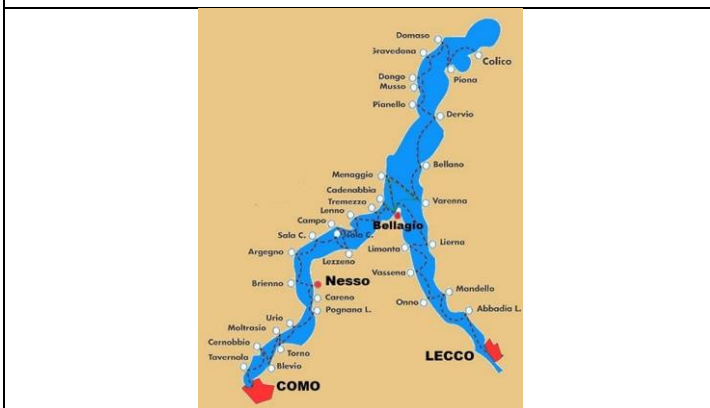 Domaso
Gravedona
Colico
Piona
Dongo
Musso
Pianello
Dervio
Bellano
Menaggio
Cadenabbia
Tremezzo
Varenna
Lenno
Campo
Bellagio
Sala C.
Isola C.
Limonta
Lierna
Argegno
Lezzeno
Vassena
Brienno
Nesso
Mandello
Careno
Onno
Pognana L.
Abbadia L.
Urio
Moltrasio
Cernobbio
Torno
Tavernola
Blevio
LECCO
COMO